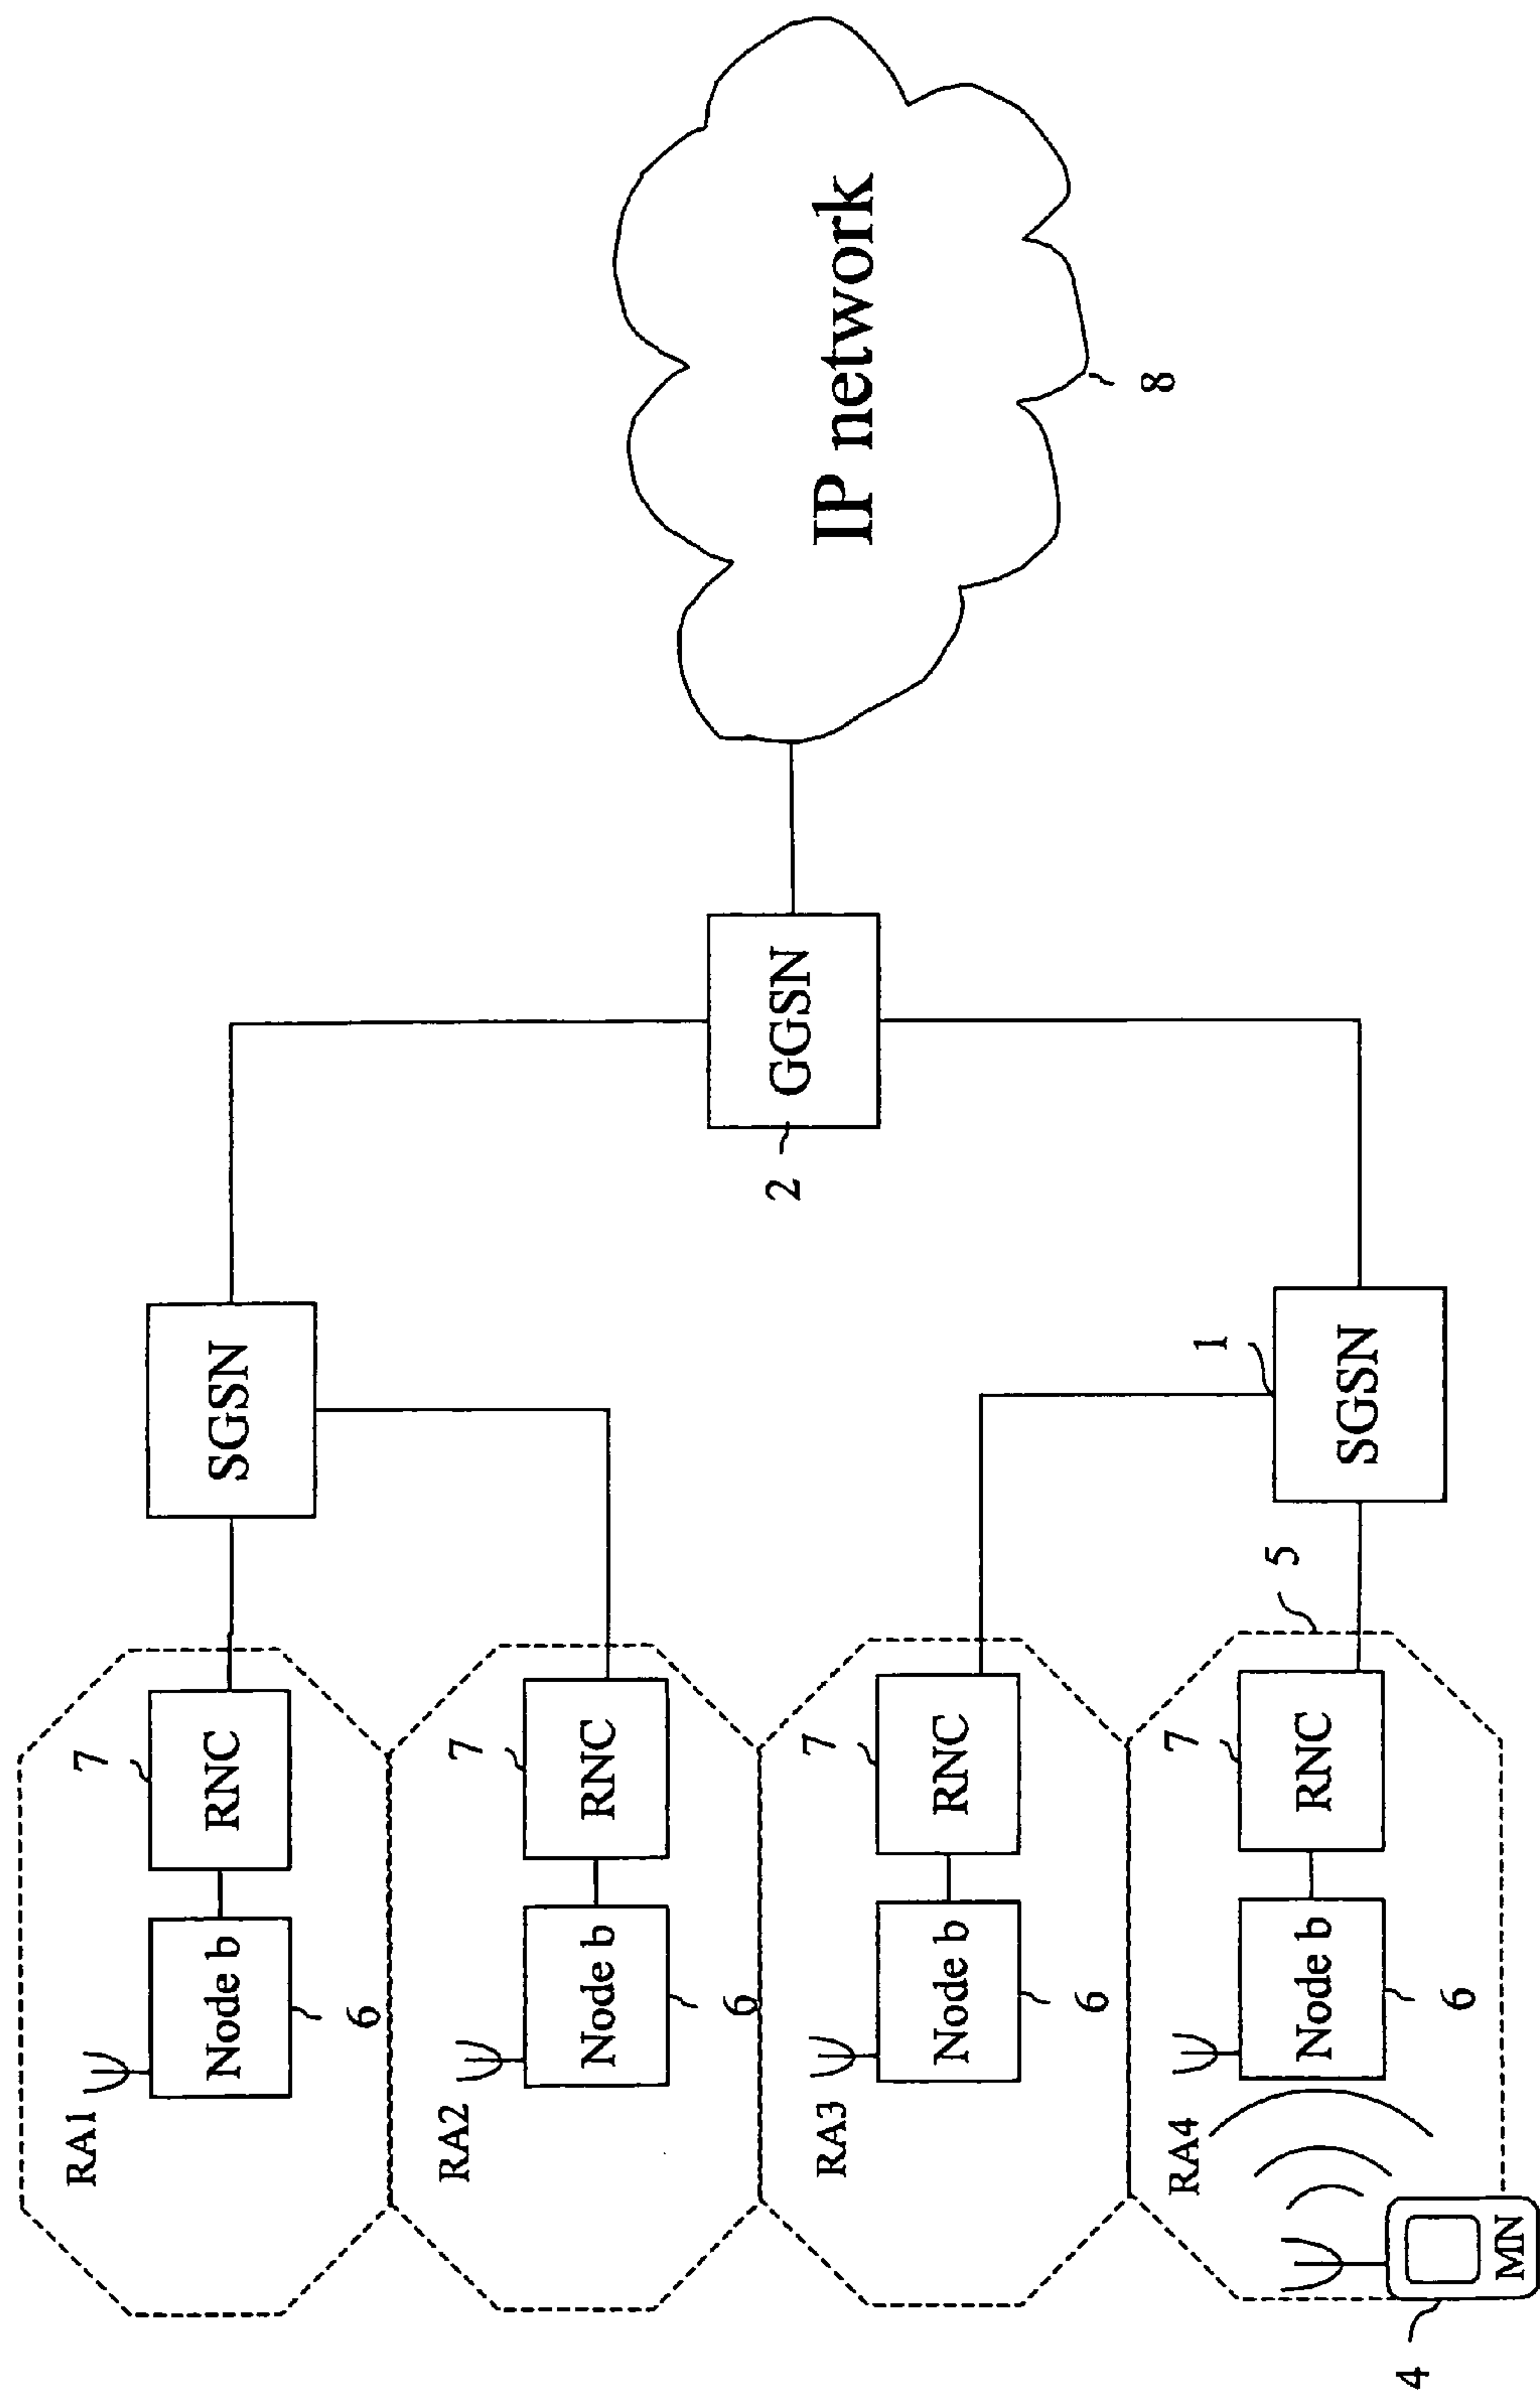 RA1
Node b
6
RNC
7
SGSN
RA2
Node b
6
RNC
7
GGSN
2
IP network
8
RA3
Node b
6
RNC
7
SGSN
1
RA4
Node b
6
RNC
7
5
MN
4